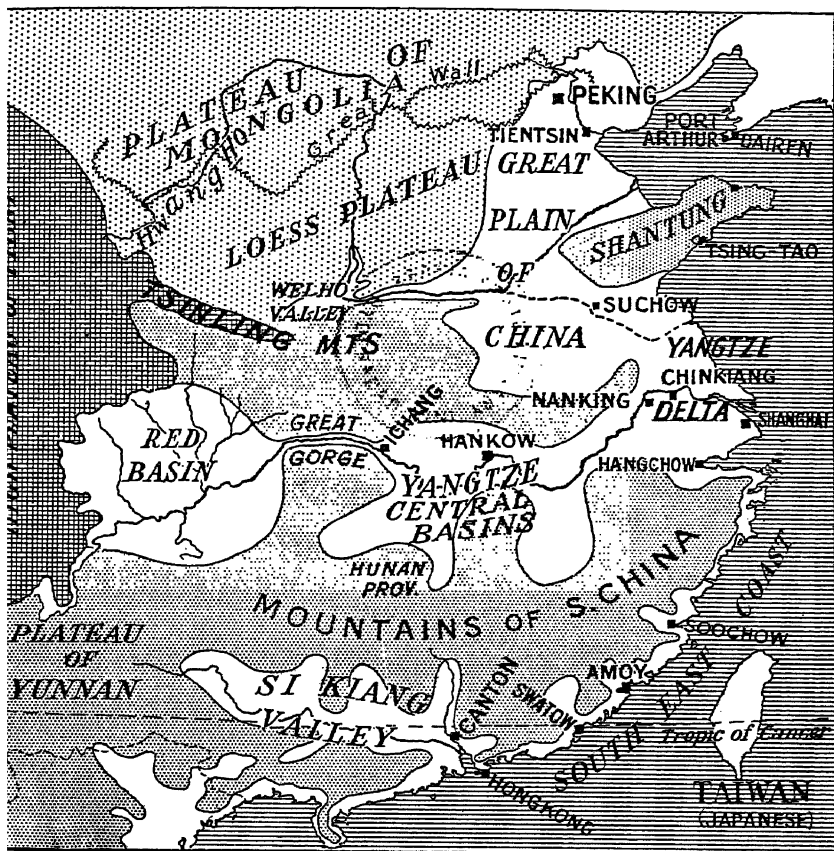 PLATEAU OF
MONGOLIA
Great Wall
Hwang Ho
PEKING
TIENTSIN
PORT
ARTHUR
DAIREN
GREAT
PLAIN
OF
CHINA
LOESS PLATEAU
SHANTUNG
TSING-TAO
WEIHO
VALLEY
TSINLING MTS
SUCHOW
YANGTZE
DELTA
CHINKIANG
NANKING
SHANGHAI
RED
BASIN
GREAT
GORGE
ICHANG
HANKOW
HANGCHOW
YANGTZE
CENTRAL
BASINS
HUNAN
PROV.
MOUNTAINS OF S. CHINA
SOUTH EAST COAST
SOOCHOW
PLATEAU
OF
YUNNAN
SI KIANG
VALLEY
CANTON
SWATOW
AMOY
Tropic of Cancer
HONGKONG
TAIWAN
(JAPANESE)